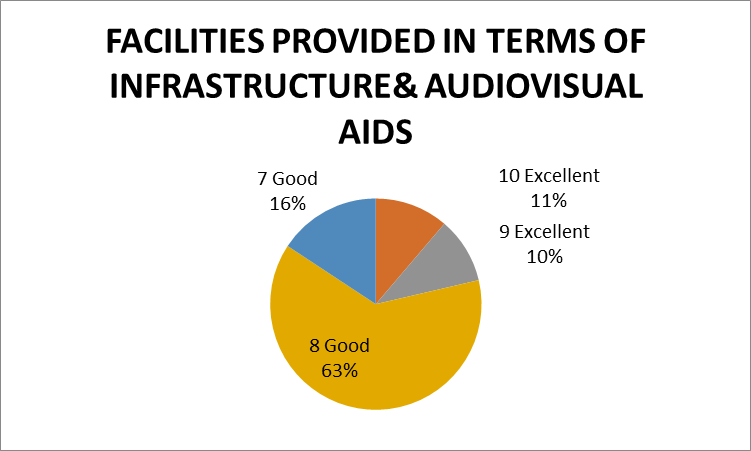 FACILITIES PROVIDED IN TERMS OF
INFRASTRUCTURE& AUDIOVISUAL
AIDS
7 Good
16%
10 Excellent
11%
9 Excellent
10%
8 Good
63%